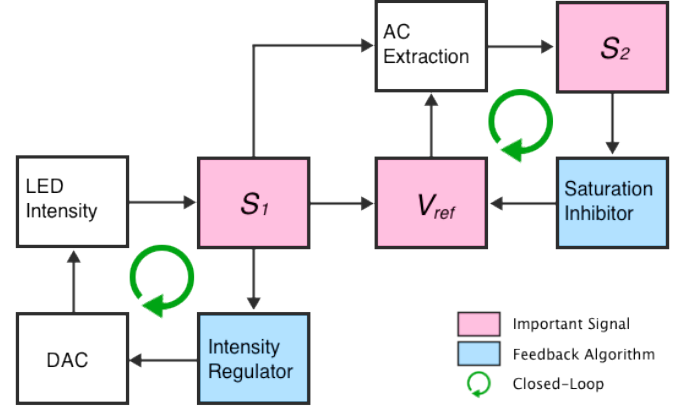 AC
Extraction
S2
LED
Intensity
S1
Vref
Saturation
Inhibitor
DAC
Intensity
Regulator
Important Signal
Feedback Algorithm
Closed-Loop